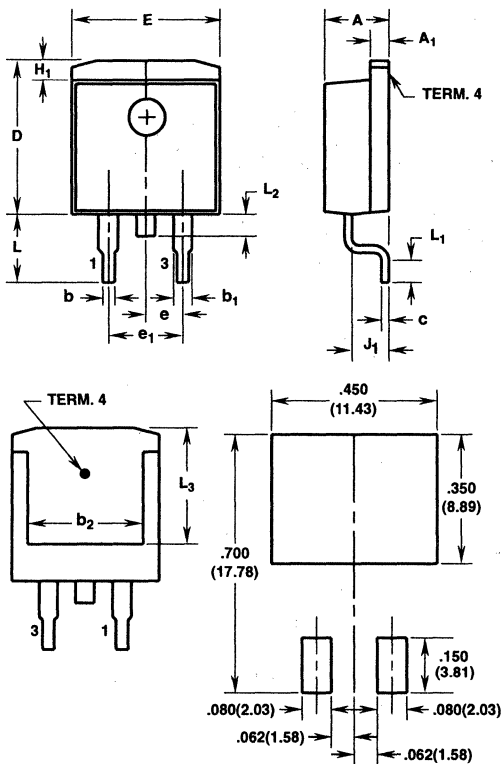 E
A
A1
H1
TERM. 4
D
L2
L
L1
1
3
b
b1
e
e1
c
J1
TERM. 4
.450
(11.43)
L3
b2
.350
(8.89)
.700
(17.78)
3
1
.150
(3.81)
.080(2.03)
.080(2.03)
.062(1.58)
.062(1.58)